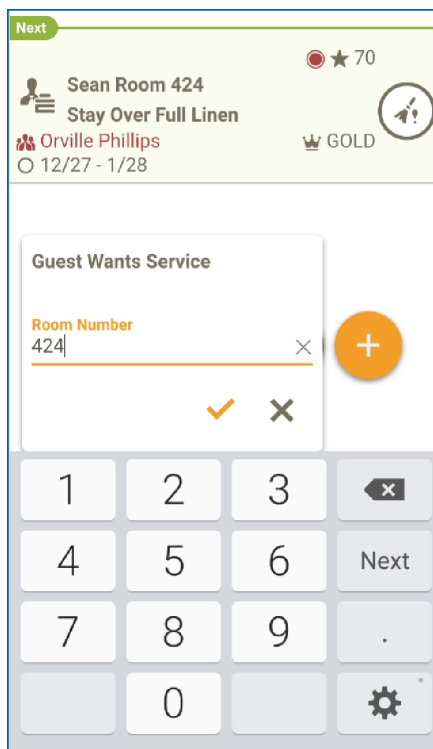 Next
★ 70
Sean Room 424
Stay Over Full Linen
Orville Phillips
GOLD
12/27 - 1/28
Guest Wants Service
Room Number
424
1 2 3
4 5 6 Next
7 8 9 .
0